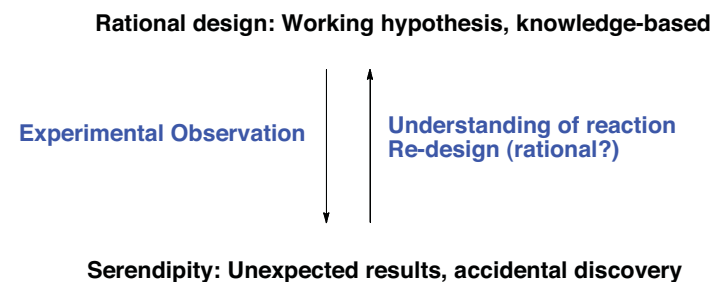 Rational design: Working hypothesis, knowledge-based
Experimental Observation
Understanding of reaction
Re-design (rational?)
Serendipity: Unexpected results, accidental discovery